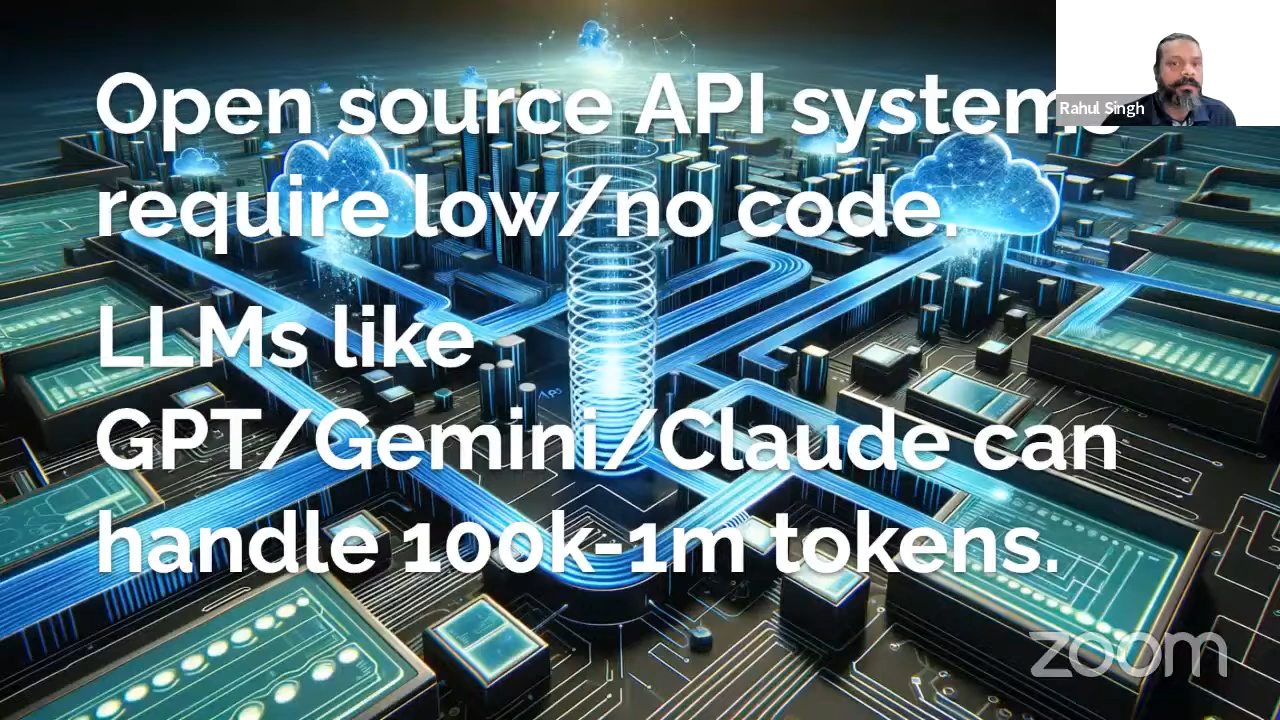 Open source API systems
require low/no code.
LLMs like
GPT/Gemini/Claude can
handle 100k-1m tokens.
Rahul Singh
zoom